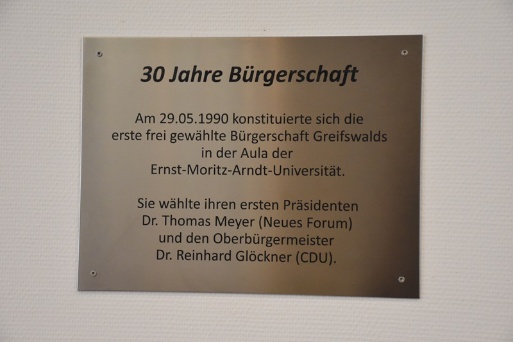 30 Jahre Bürgerschaft
Am 29.05.1990 konstituierte sich die
erste frei gewählte Bürgerschaft Greifswalds
in der Aula der
Ernst-Moritz-Arndt-Universität.
Sie wählte ihren ersten Präsidenten
Dr. Thomas Meyer (Neues Forum)
und den Oberbürgermeister
Dr. Reinhard Glöckner (CDU).